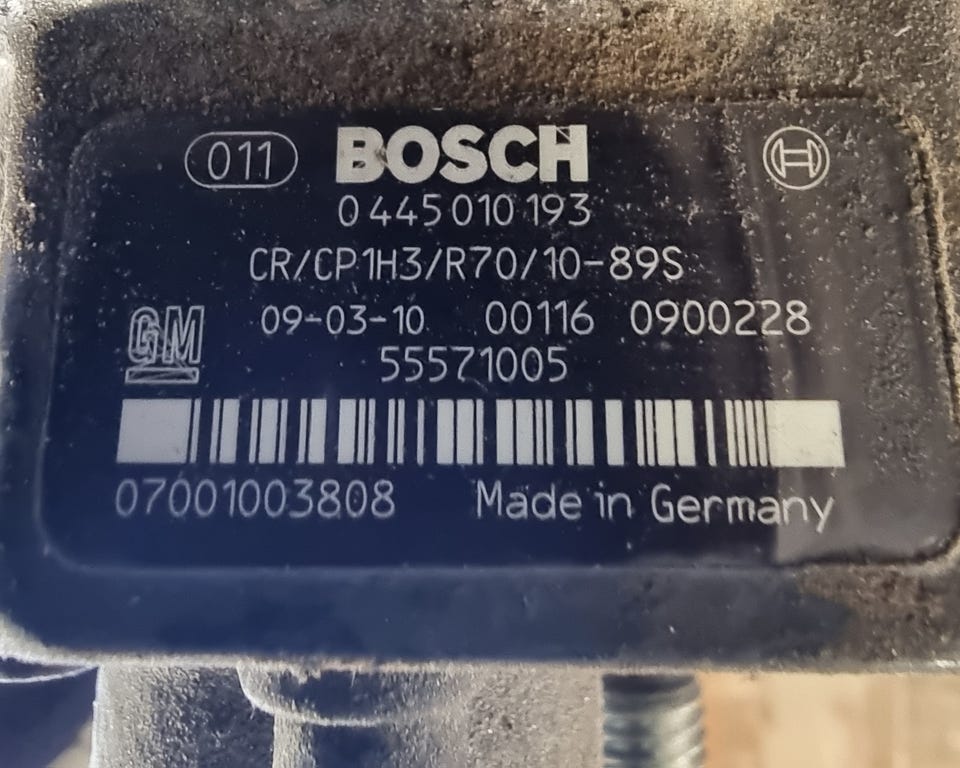 011 BOSCH
0 445 010 193
CR/CP1H3/R70/10-89S
GM 09-03-10 00116 0900228
55571005
07001003808 Made in Germany